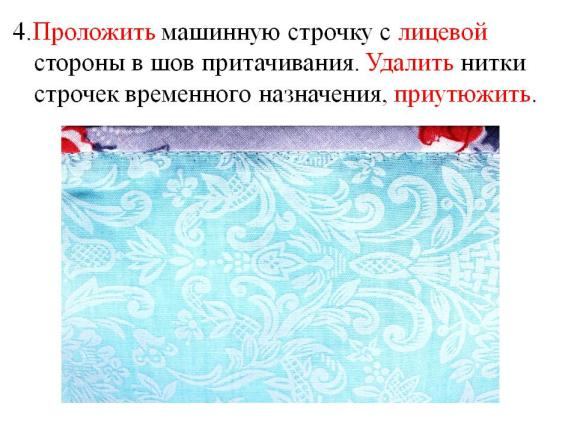 4.Проложить машинную строчку с лицевой
стороны в шов притачивания. Удалить нитки
строчек временного назначения, приутюжить.